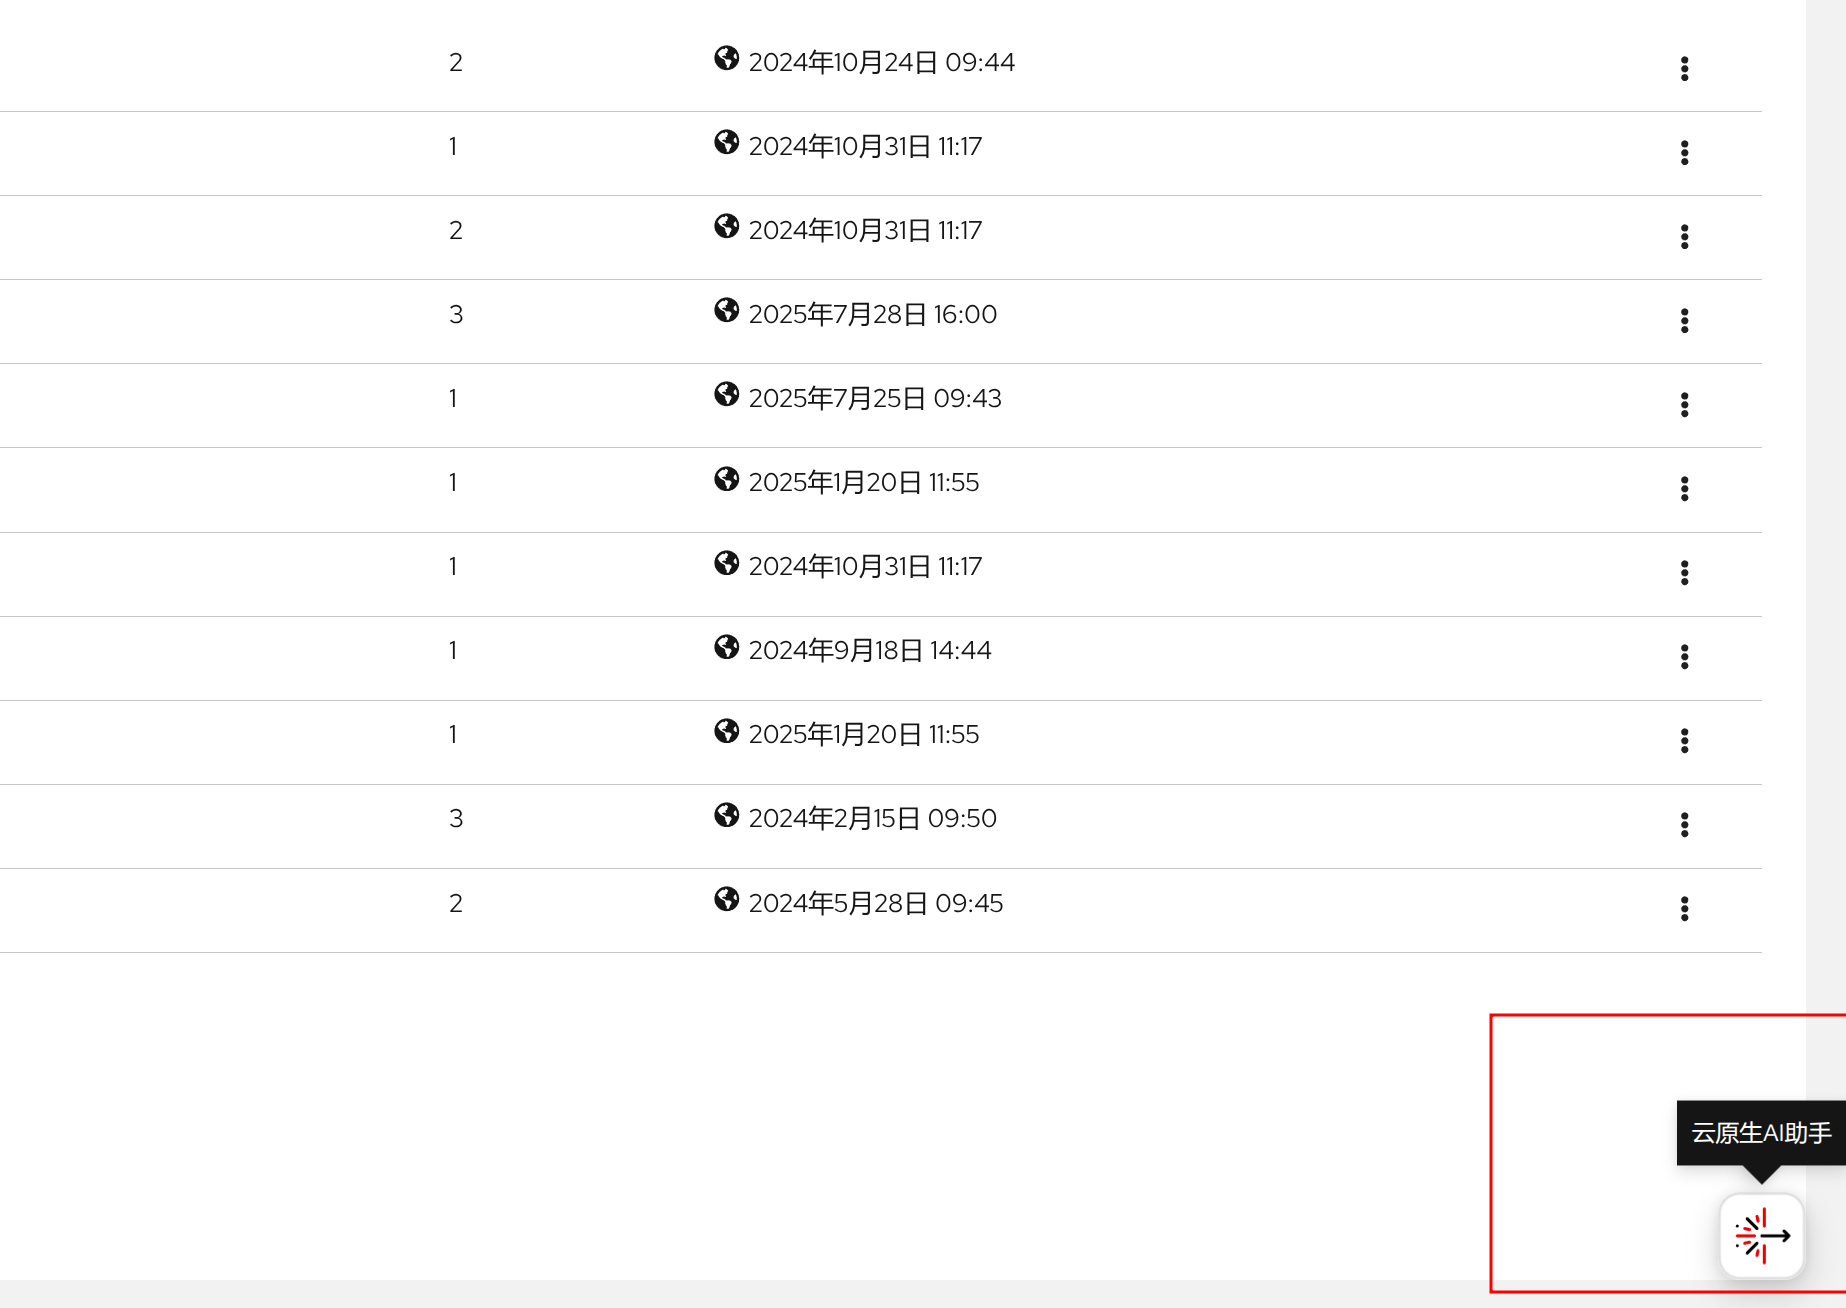 2 2024年10月24日 09:44
1 2024年10月31日 11:17
2 2024年10月31日 11:17
3 2025年7月28日 16:00
1 2025年7月25日 09:43
1 2025年1月20日 11:55
1 2024年10月31日 11:17
1 2024年9月18日 14:44
1 2025年1月20日 11:55
3 2024年2月15日 09:50
2 2024年5月28日 09:45
云原生AI助手